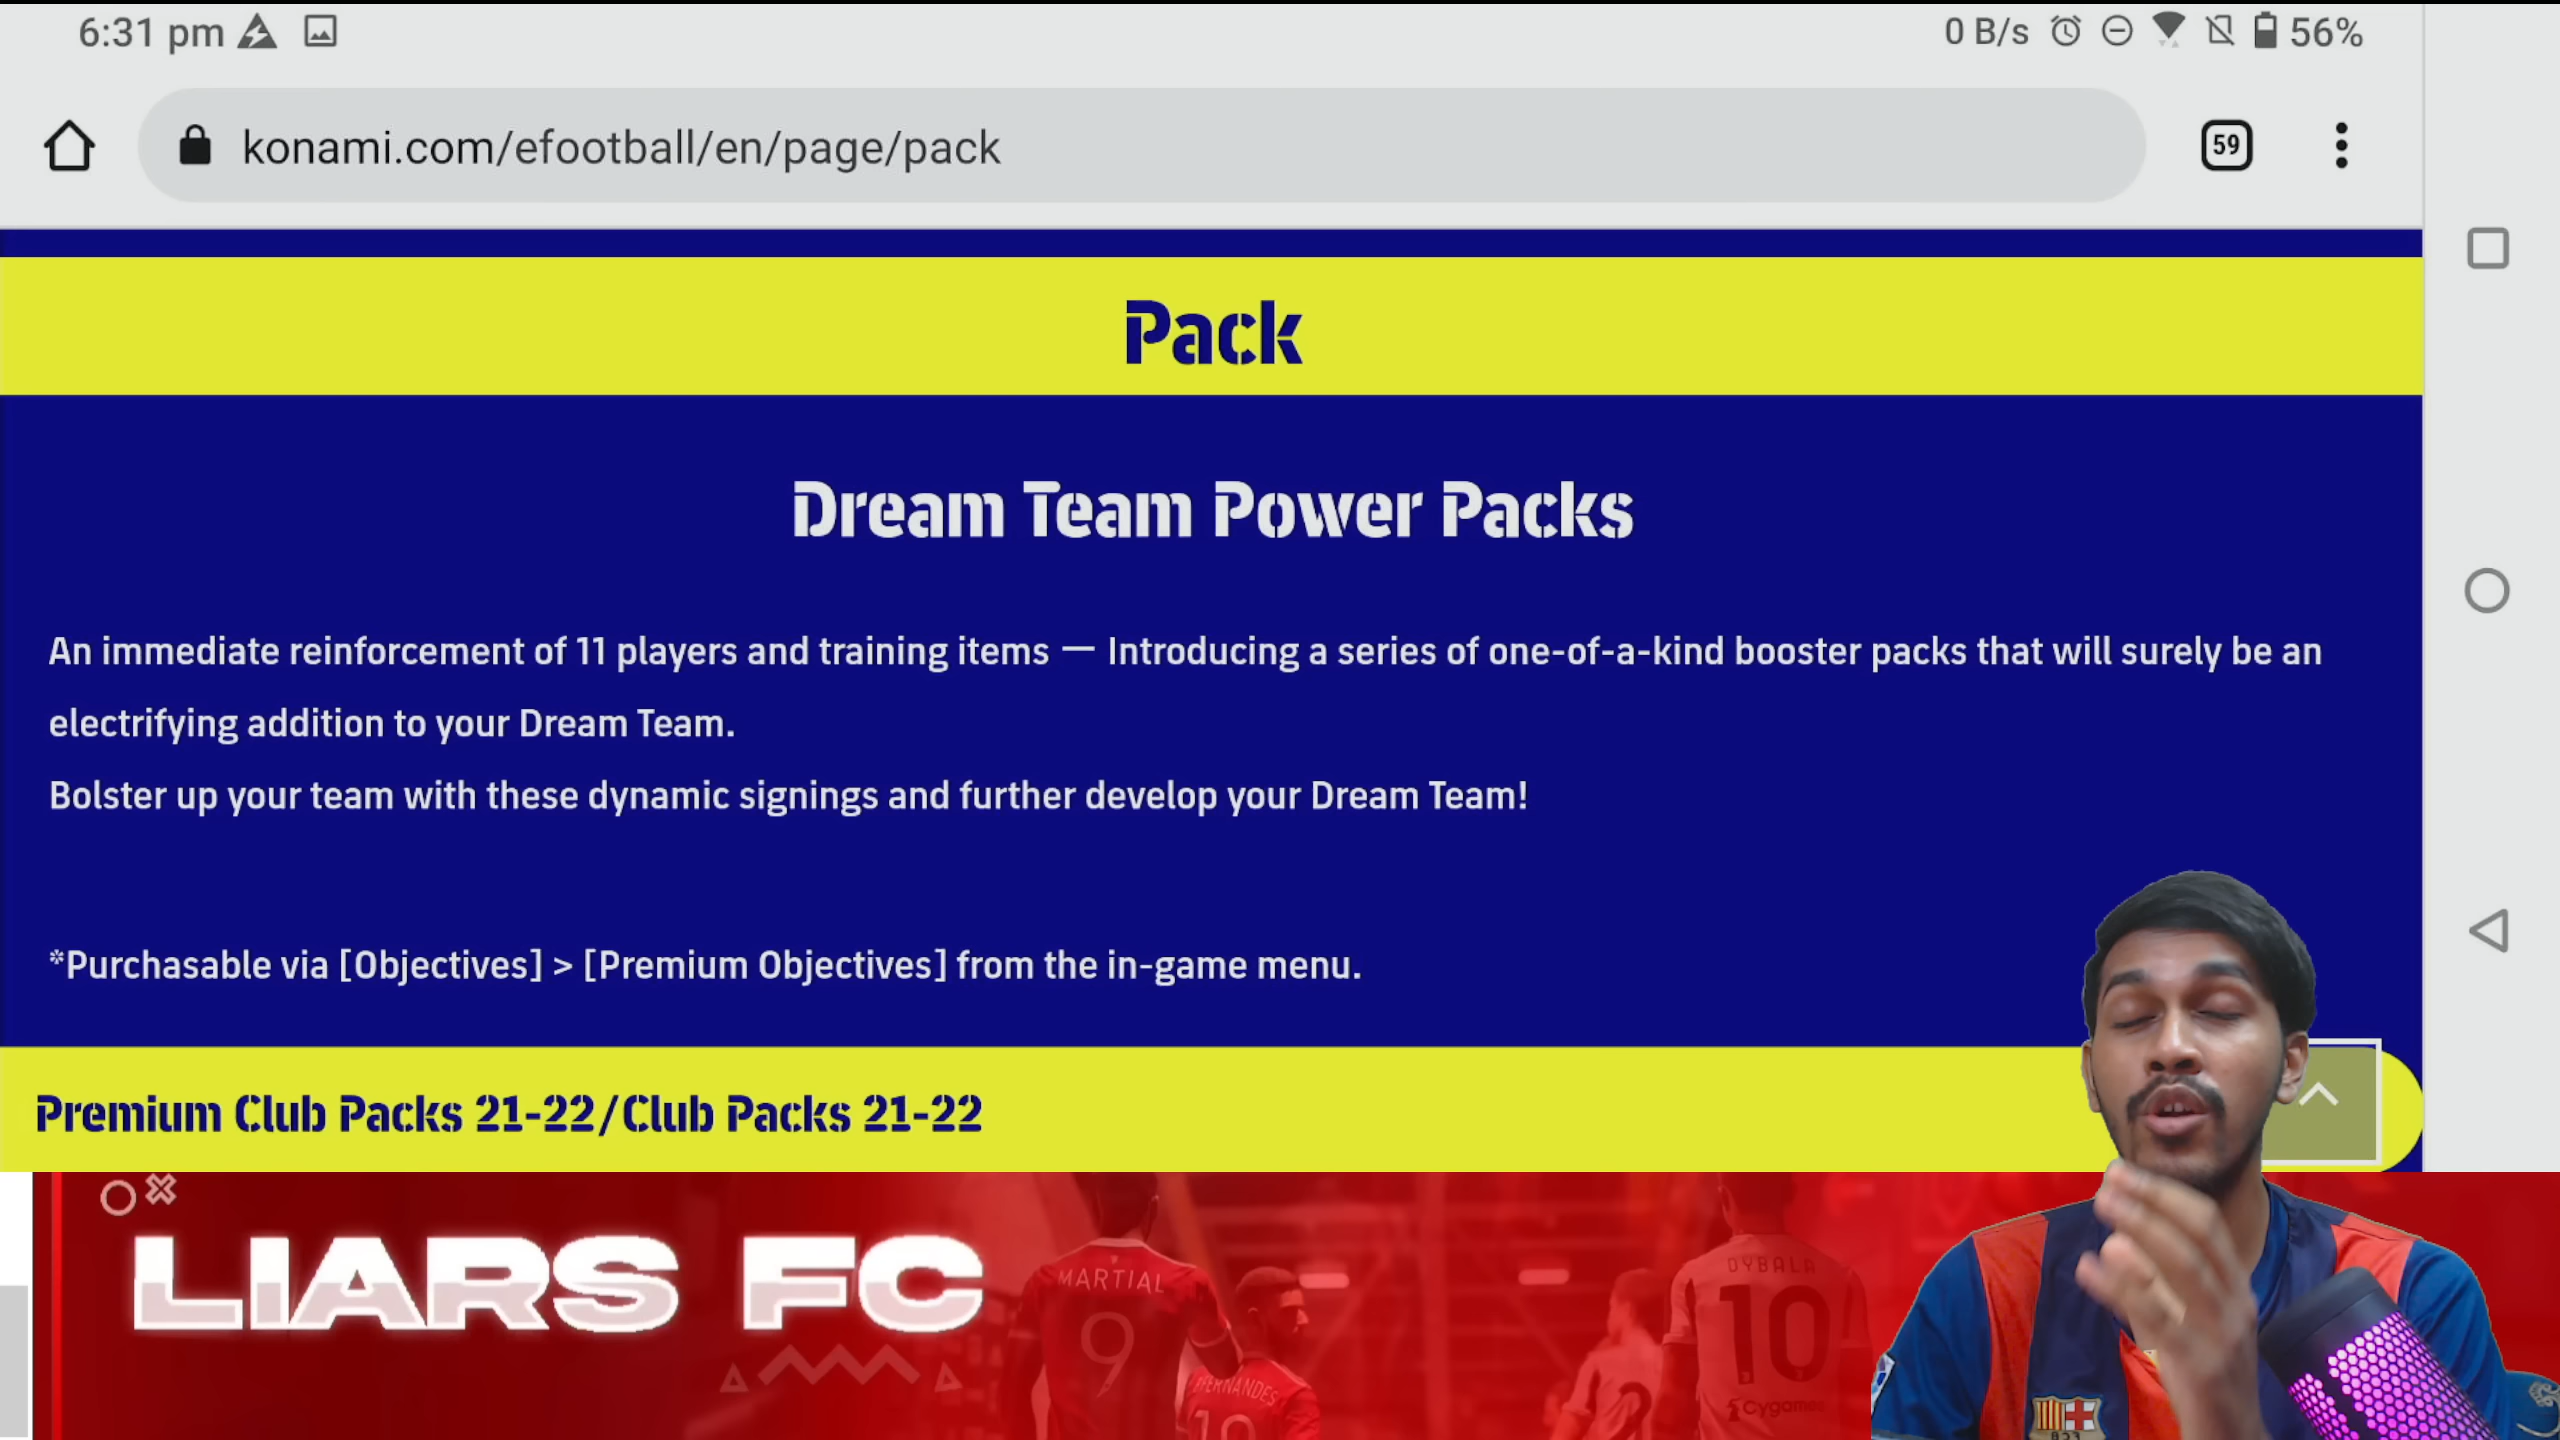 6:31 pm
0 B/s
56%
konami.com/efootball/en/page/pack
59
Pack
Dream Team Power Packs
An immediate reinforcement of 11 players and training items — Introducing a series of one-of-a-kind booster packs that will surely be an
electrifying addition to your Dream Team.
Bolster up your team with these dynamic signings and further develop your Dream Team!
*Purchasable via [Objectives] > [Premium Objectives] from the in-game menu.
Premium Club Packs 21-22/Club Packs 21-22
LIARS FC
MARTIAL
9
DYBALA
10